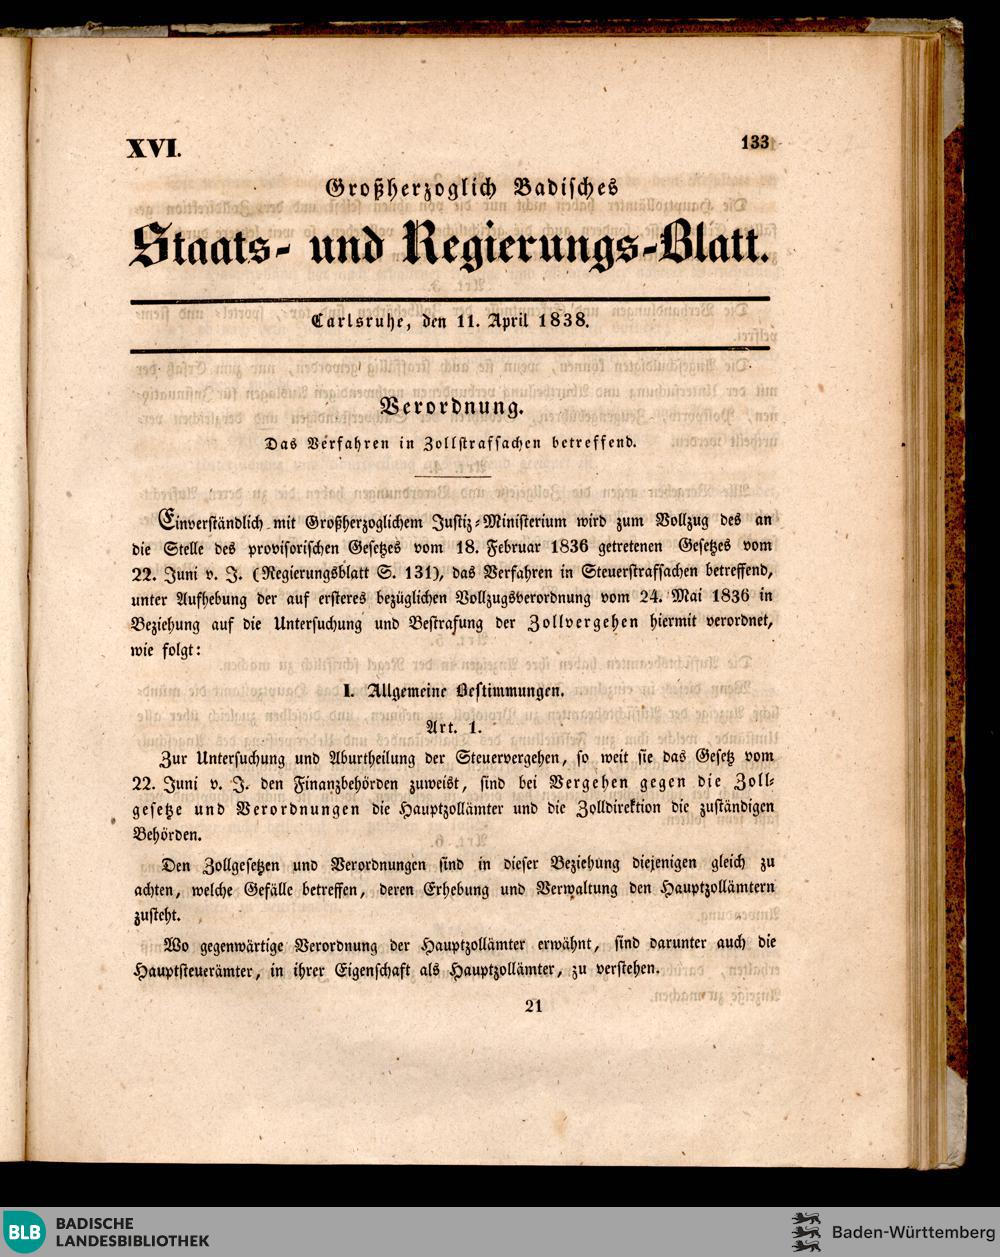 XVI.
133
Großherzoglich Badisches
Staats- und Regierungs-Blatt.
Carlsruhe, den 11. April 1838.
Verordnung.
Das Verfahren in Zollstrafsachen betreffend.
Einverständlich mit Großherzoglichem Justiz-Ministerium wird zum Vollzug des an
die Stelle des provisorischen Gesetzes vom 18. Februar 1836 getretenen Gesetzes vom
22. Juni v. J. (Regierungsblatt S. 131), das Verfahren in Steuerstrafsachen betreffend,
unter Aufhebung der auf ersteres bezüglichen Vollzugsverordnung vom 24. Mai 1836 in
Beziehung auf die Untersuchung und Bestrafung der Zollvergehen hiermit verordnet,
wie folgt:
I. Allgemeine Bestimmungen.
Art. 1.
Zur Untersuchung und Aburtheilung der Steuervergehen, so weit sie das Gesetz vom
22. Juni v. J. den Finanzbehörden zuweist, sind bei Vergehen gegen die Zoll-
gesetze und Verordnungen die Hauptzollämter und die Zolldirektion die zuständigen
Behörden.
Den Zollgesetzen und Verordnungen sind in dieser Beziehung diejenigen gleich zu
achten, welche Gefälle betreffen, deren Erhebung und Verwaltung den Hauptzollämtern
zusteht.
Wo gegenwärtige Verordnung der Hauptzollämter erwähnt, sind darunter auch die
Hauptsteuerämter, in ihrer Eigenschaft als Hauptzollämter, zu verstehen.
21
BLB
BADISCHE
LANDESBIBLIOTHEK
Baden-Württemberg